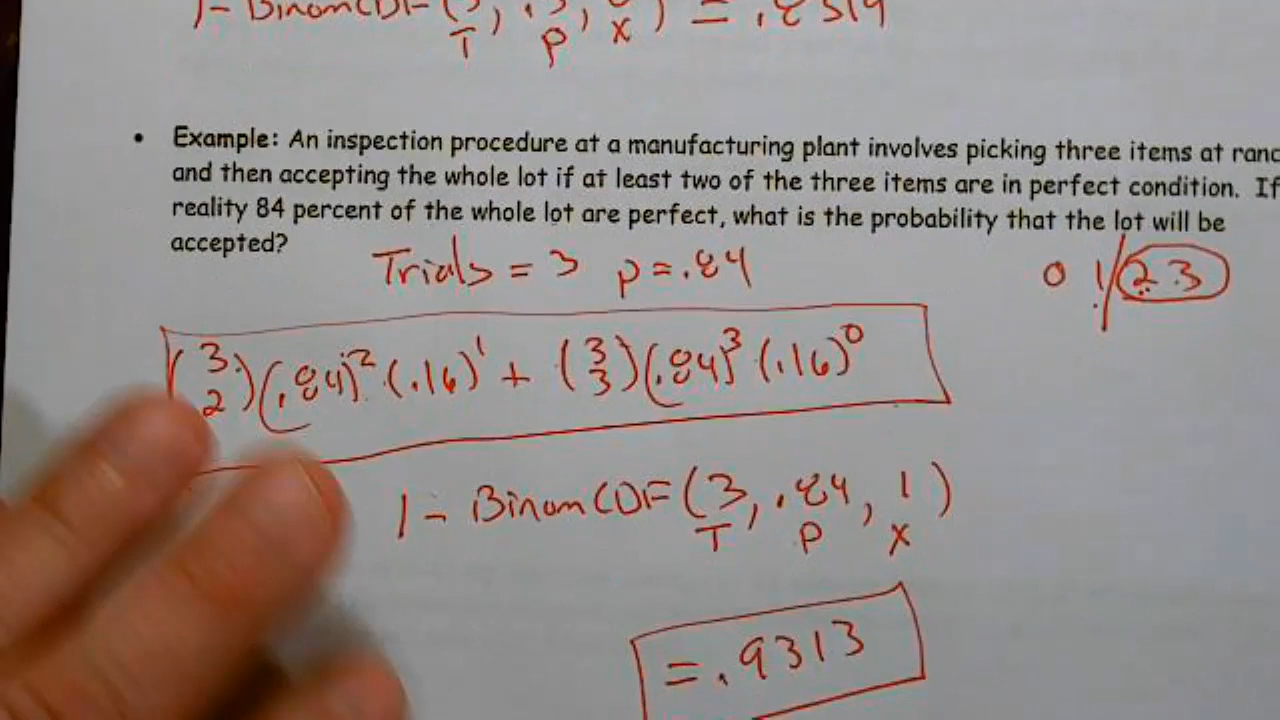 1 - BinomCDF (3, .3, 0) = .8319
T P X
• Example: An inspection procedure at a manufacturing plant involves picking three items at
and then accepting the whole lot if at least two of the three items are in perfect condition. If
reality 84 percent of the whole lot are perfect, what is the probability that the lot will be
accepted?
Trials = 3 p = .84 0 1 2 3
(3 2)(.84)^2 (.16)^1 + (3 3)(.84)^3 (.16)^0
1 - BinomCDF (3, .84, 1)
T P X
= .9313